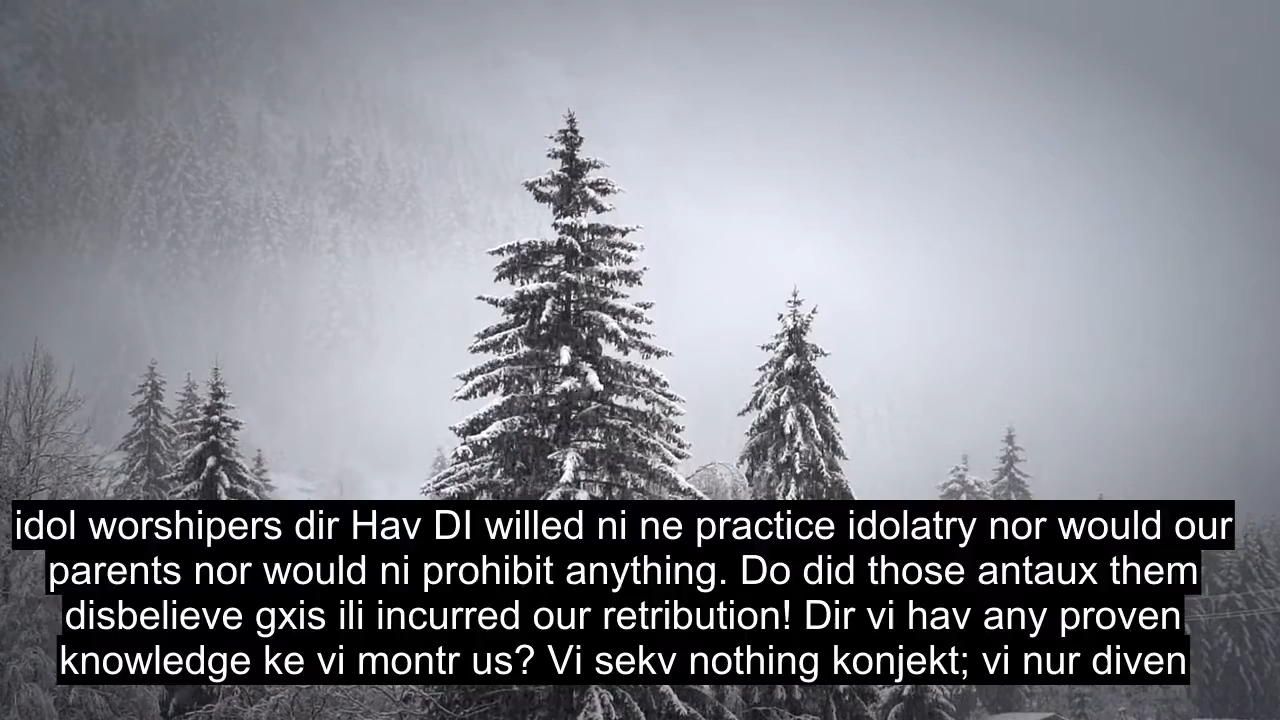 idol worshipers dir Hav DI willed ni ne practice idolatry nor would our
parents nor would ni prohibit anything. Do did those antaux them
disbelieve gxis ili incurred our retribution! Dir vi hav any proven
knowledge ke vi montr us? Vi sekv nothing konjekt; vi nur diven